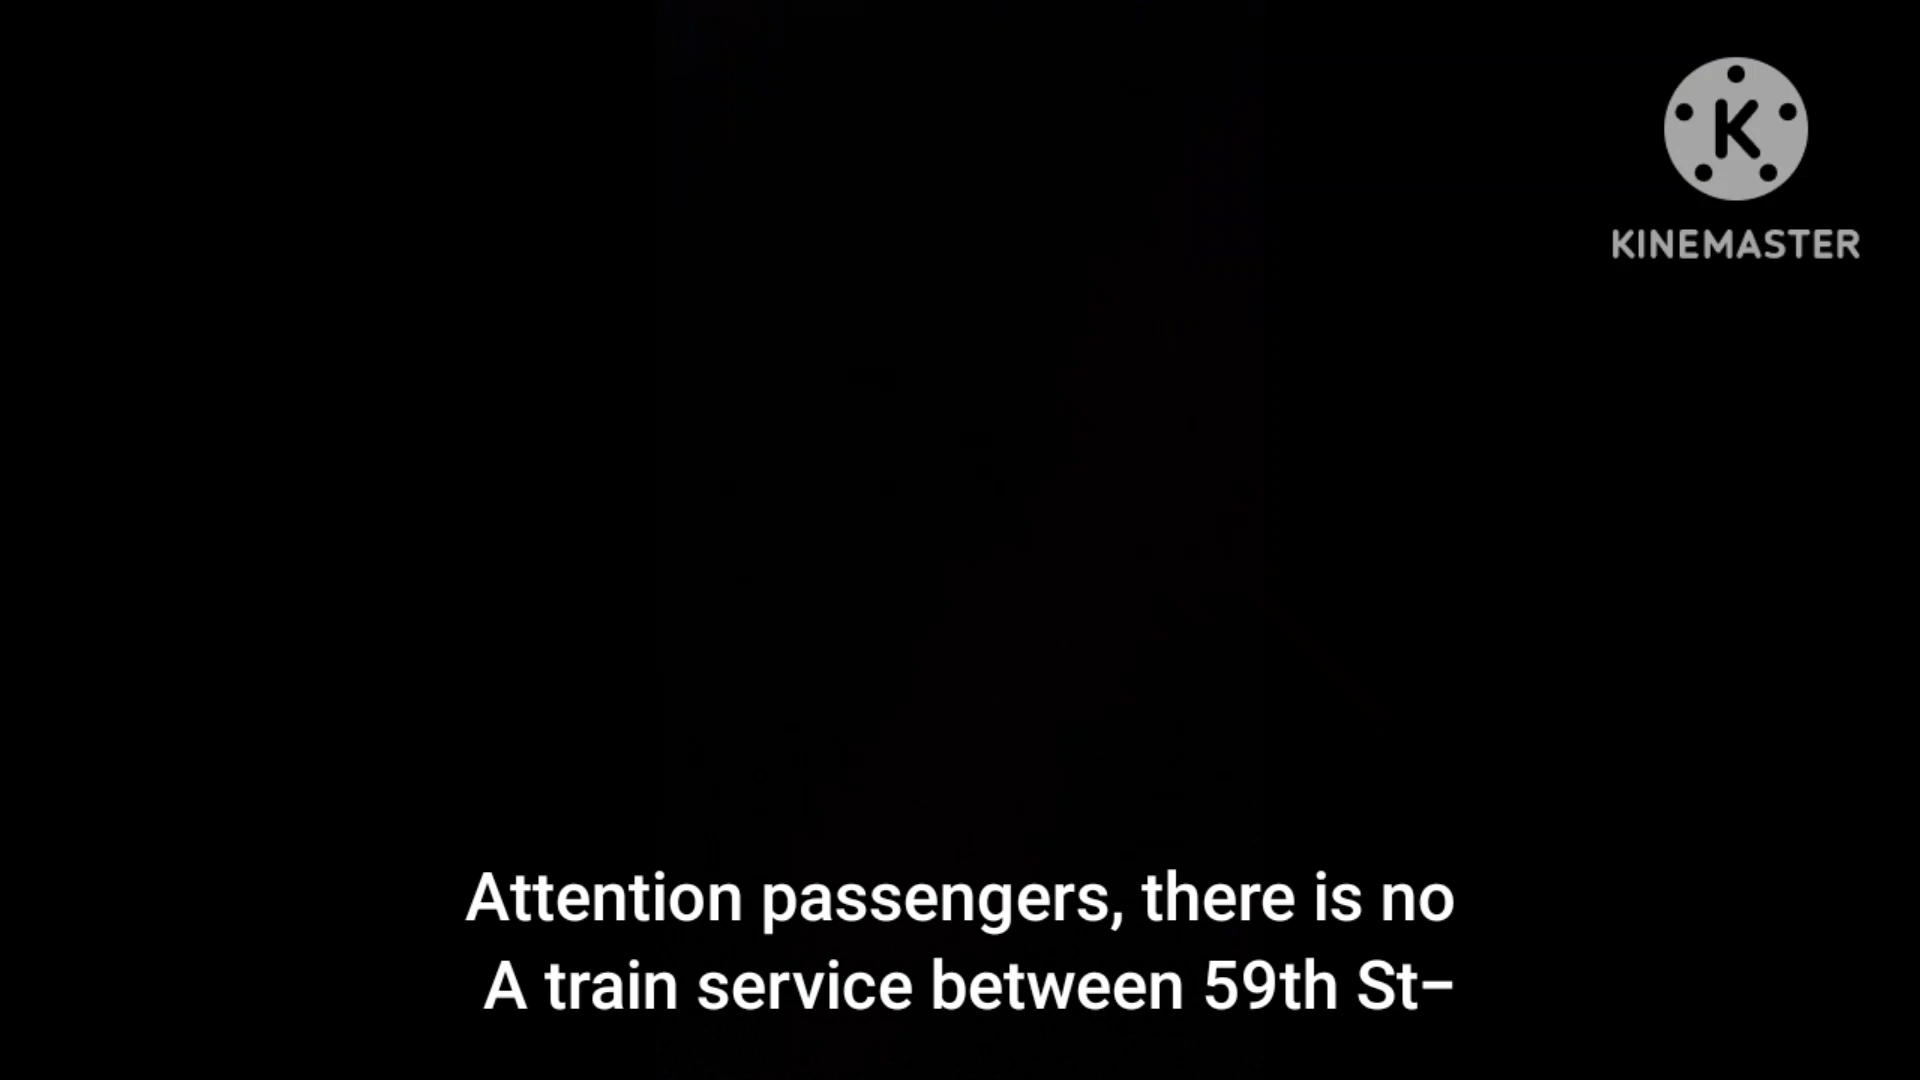 K
KINEMASTER
Attention passengers, there is no
A train service between 59th St–